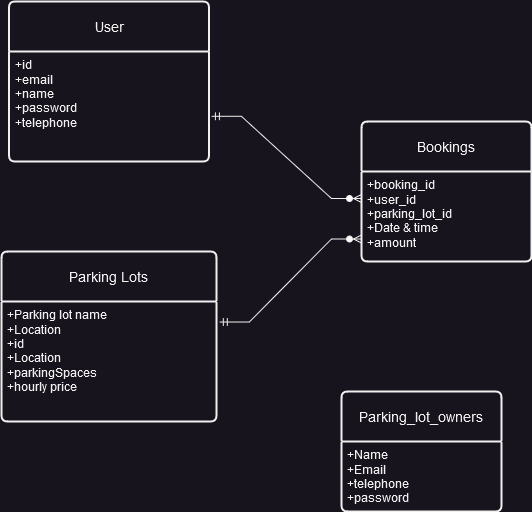 User
+id
+email
+name
+password
+telephone
Bookings
+booking_id
+user_id
+parking_lot_id
+Date & time
+amount
Parking Lots
+Parking lot name
+Location
+id
+Location
+parkingSpaces
+hourly price
Parking_lot_owners
+Name
+Email
+telephone
+password